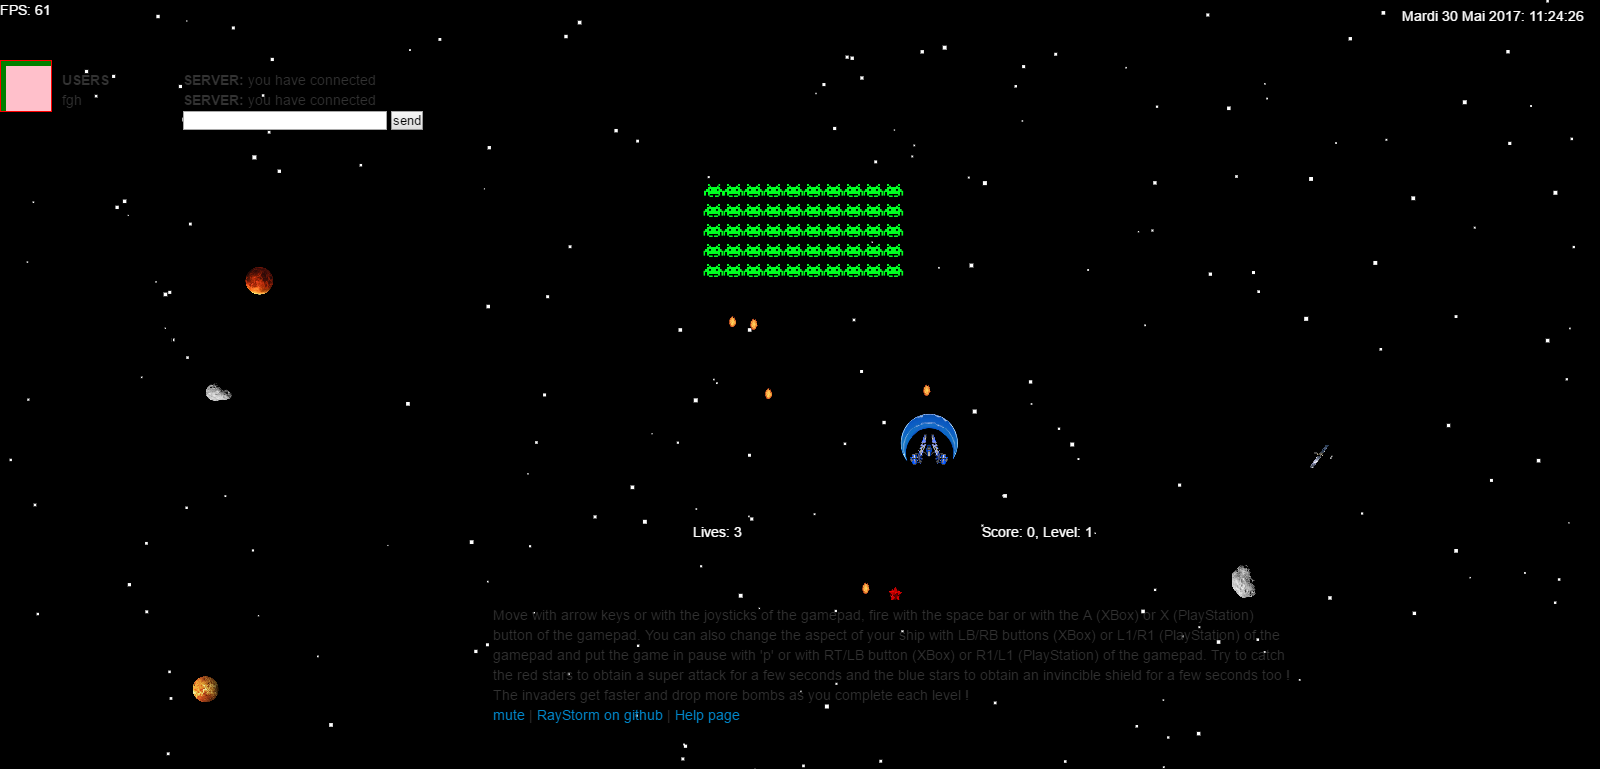 FPS: 61
Mardi 30 Mai 2017: 11:24:26
USERS
fgh
SERVER: you have connected
SERVER: you have connected
send
Lives: 3
Score: 0, Level: 1
Move with arrow keys or with the joysticks of the gamepad, fire with the space bar or with the A (XBox) or X (PlayStation)
button of the gamepad. You can also change the aspect of your ship with LB/RB buttons (XBox) or L1/R1 (PlayStation) of the
gamepad and put the game in pause with 'p' or with RT/LB button (XBox) or R1/L1 (PlayStation) of the gamepad. Try to catch
the red stars to obtain a super attack for a few seconds and the blue stars to obtain an invincible shield for a few seconds too !
The invaders get faster and drop more bombs as you complete each level !
mute | RayStorm on github | Help page